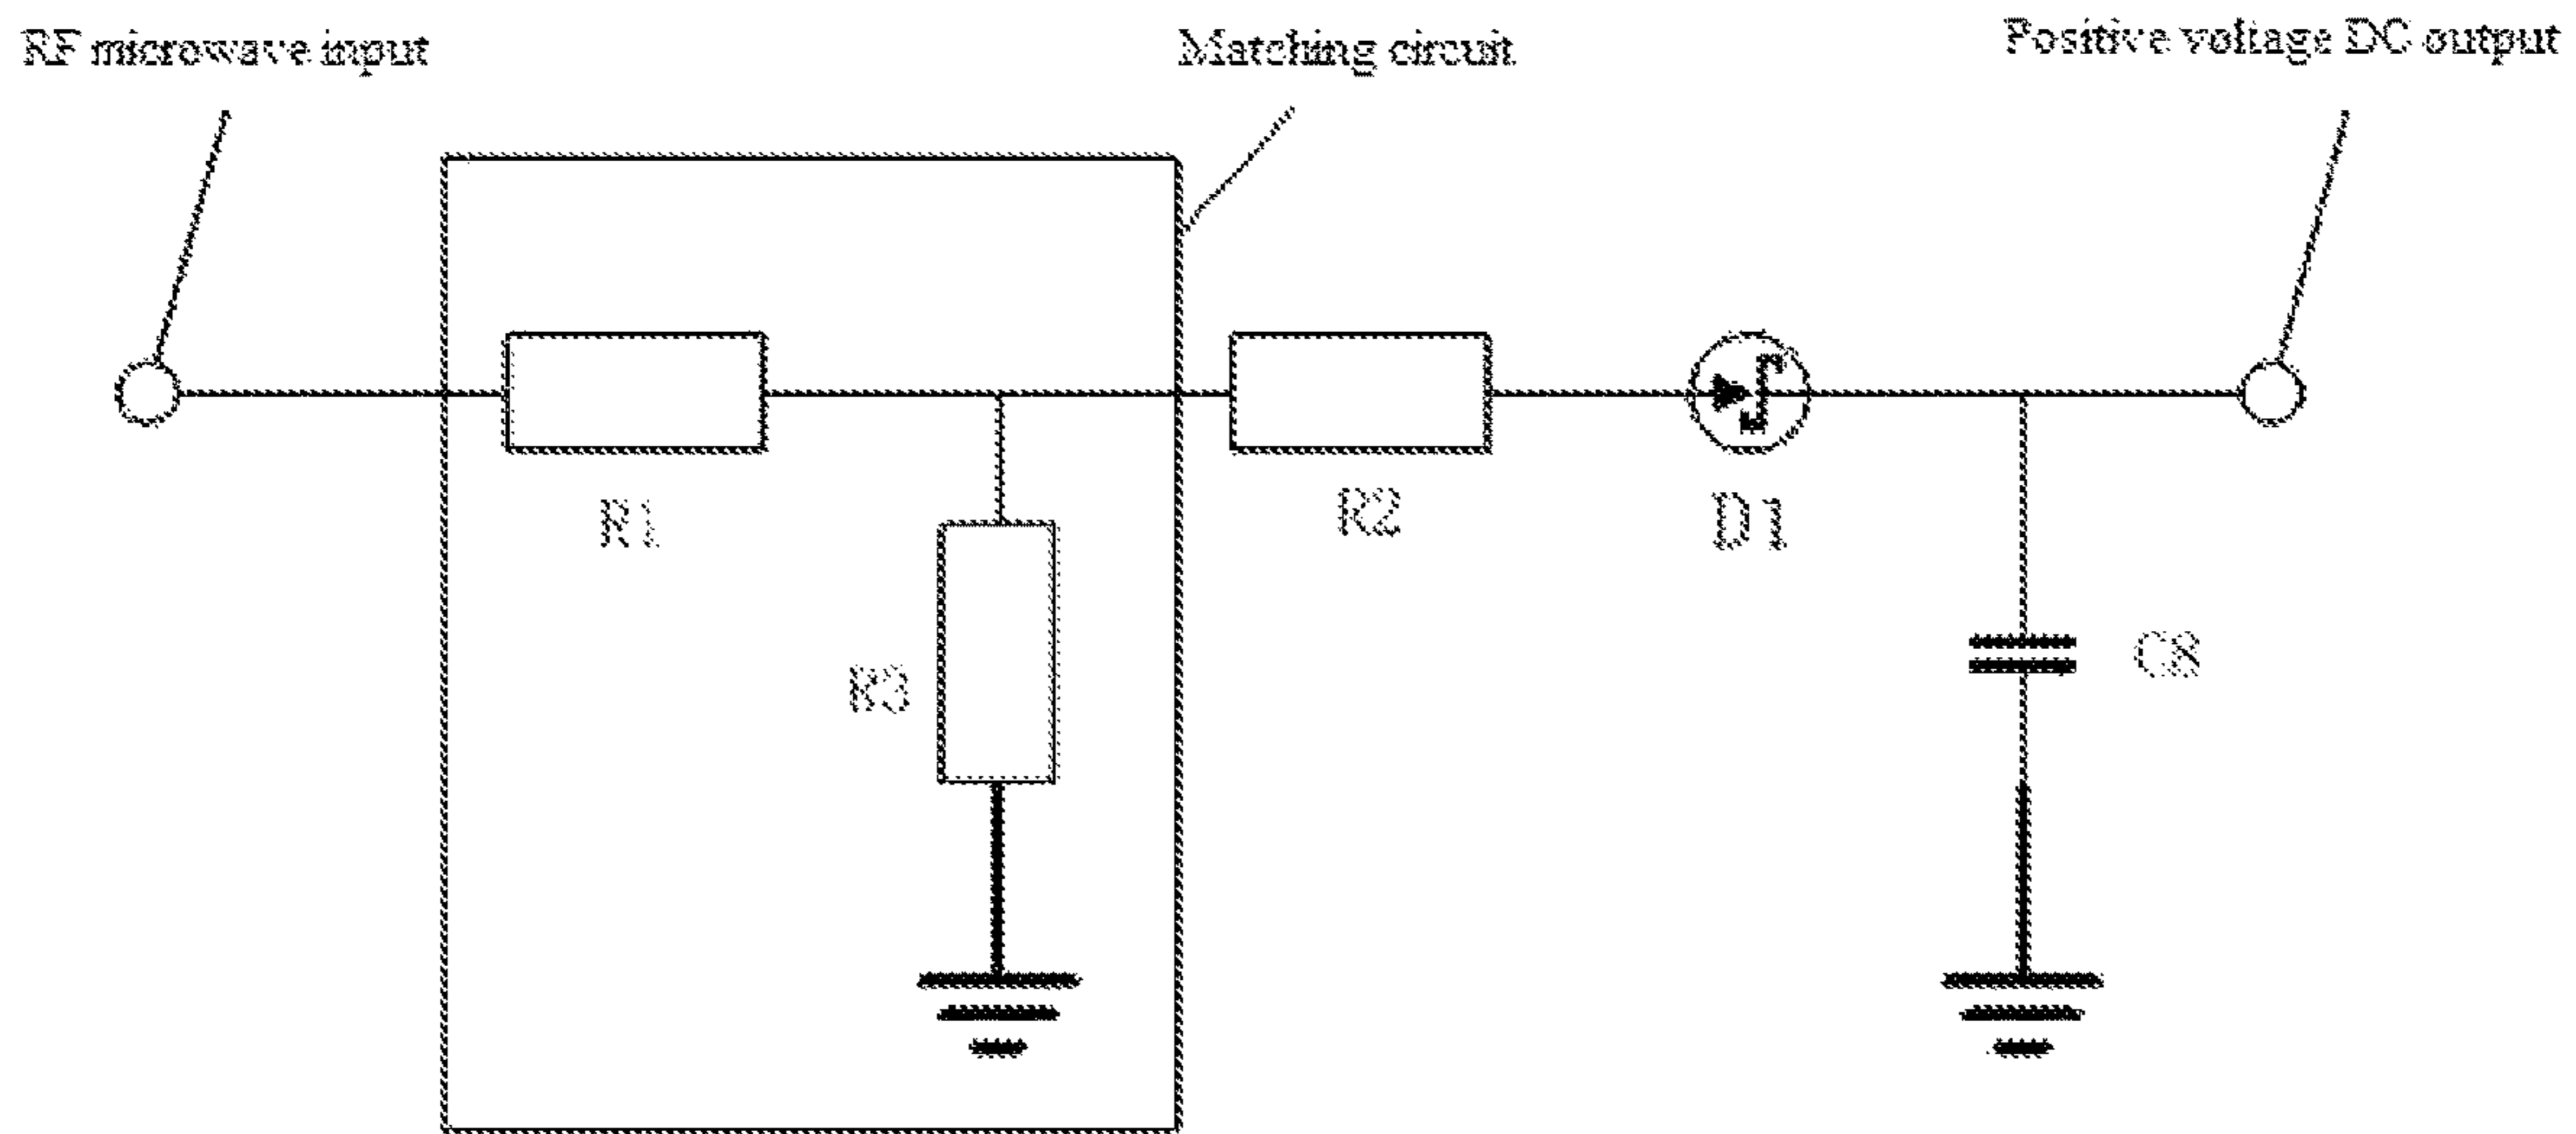 RF microwave input
Matching circuit
Positive voltage DC output
R1
R2
D1
R3
C8